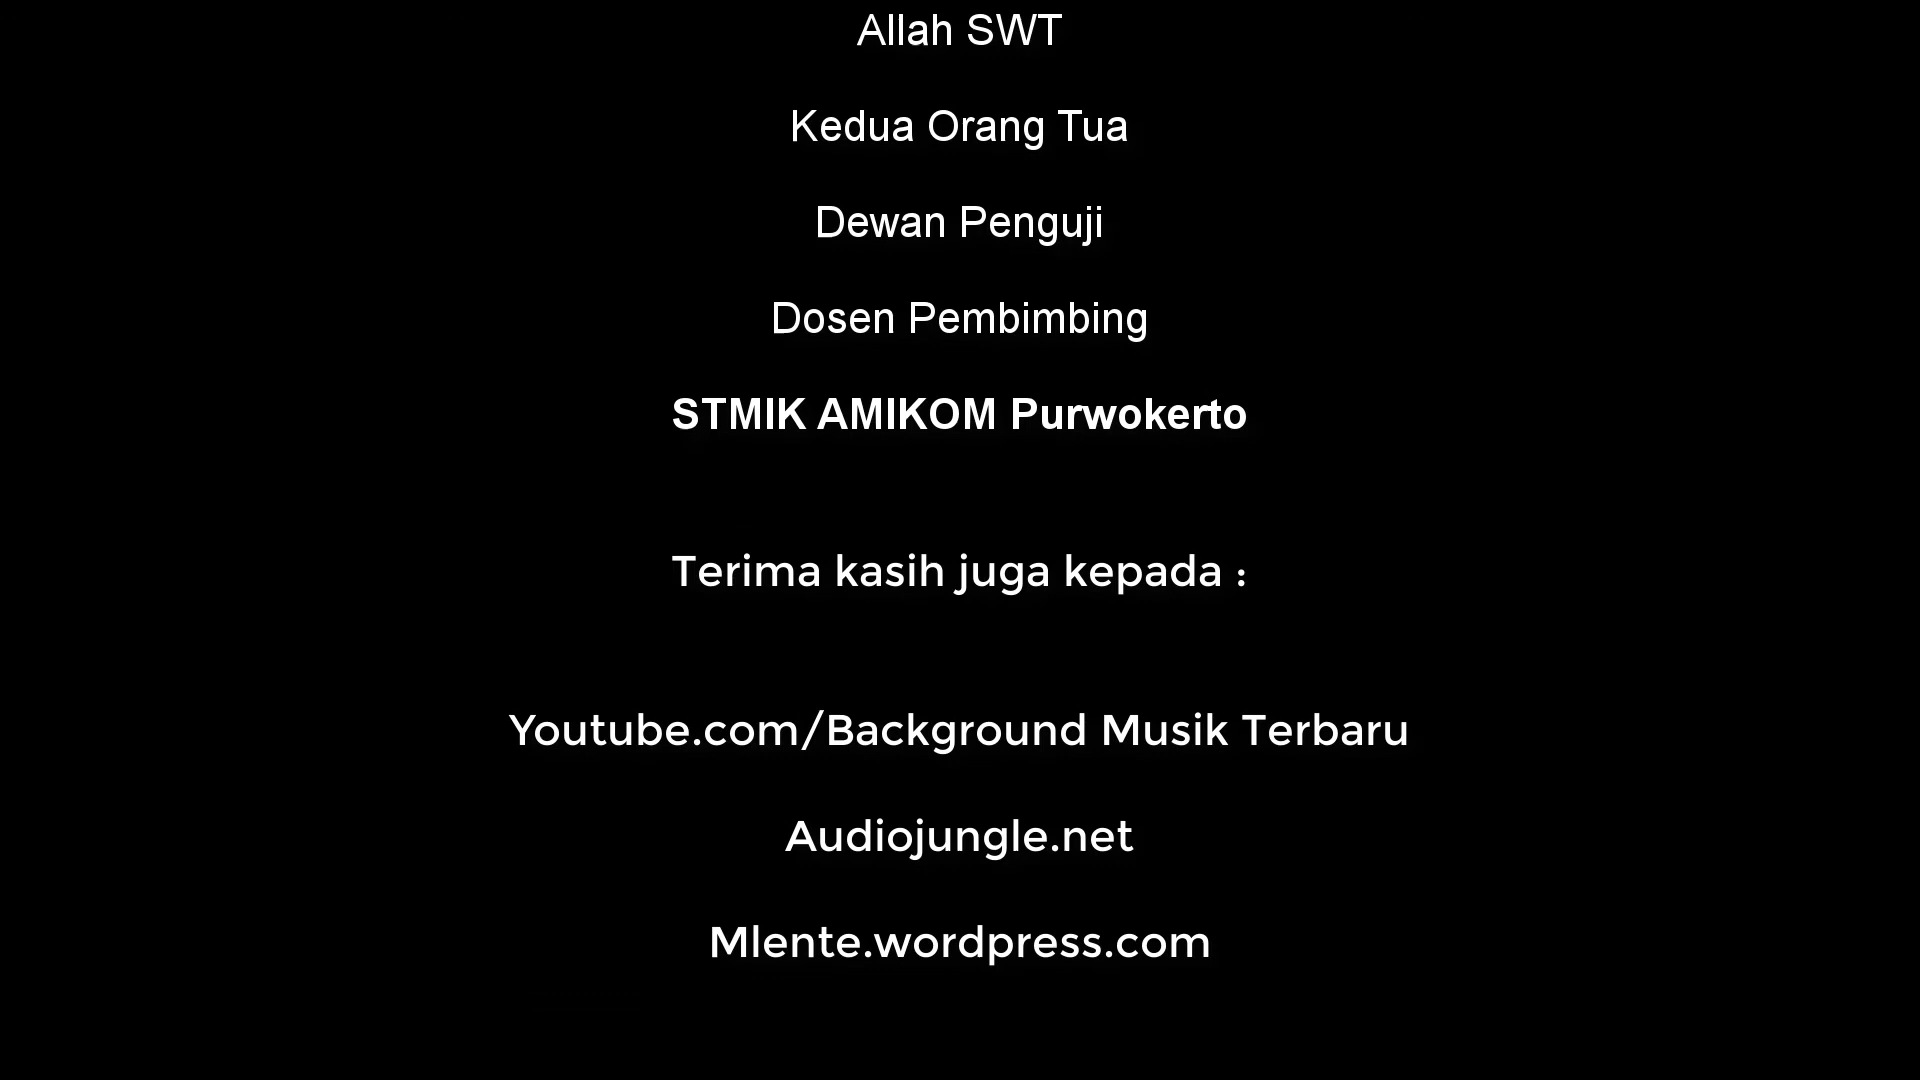 Allah SWT
Kedua Orang Tua
Dewan Penguji
Dosen Pembimbing
STMIK AMIKOM Purwokerto
Terima kasih juga kepada :
Youtube.com/Background Musik Terbaru
Audiojungle.net
Mlente.wordpress.com